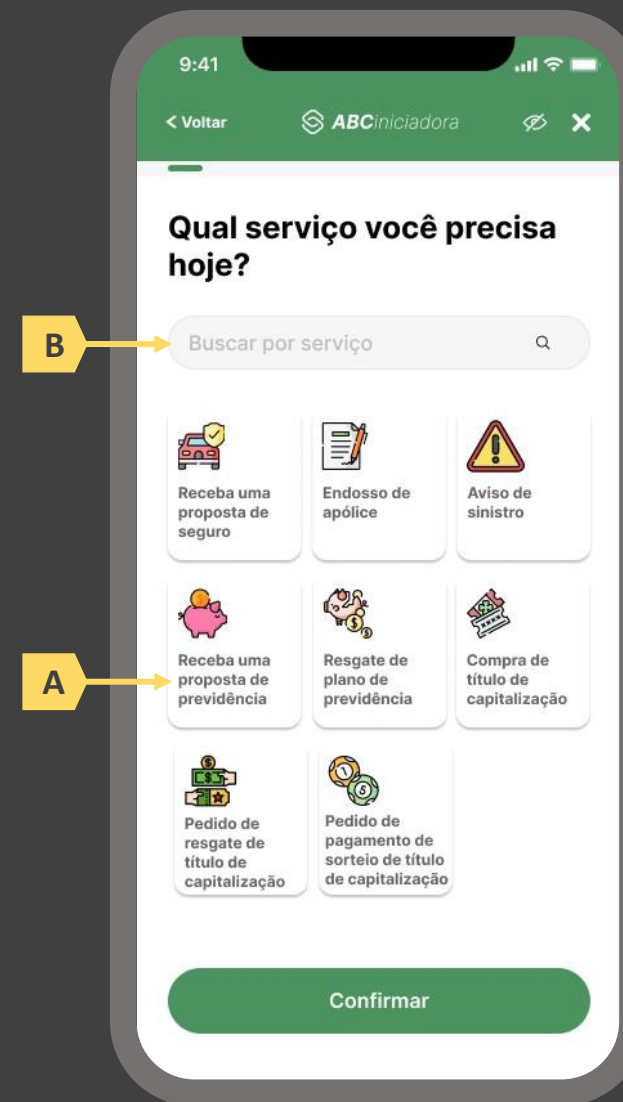 9:41
< Voltar
ABCiniciadora
Qual serviço você precisa
hoje?
B
Buscar por serviço
Receba uma
proposta de
seguro
Endosso de
apólice
Aviso de
sinistro
A
Receba uma
proposta de
previdência
Resgate de
plano de
previdência
Compra de
título de
capitalização
Pedido de
resgate de
título de
capitalização
Pedido de
pagamento de
sorteio de título
de capitalização
Confirmar